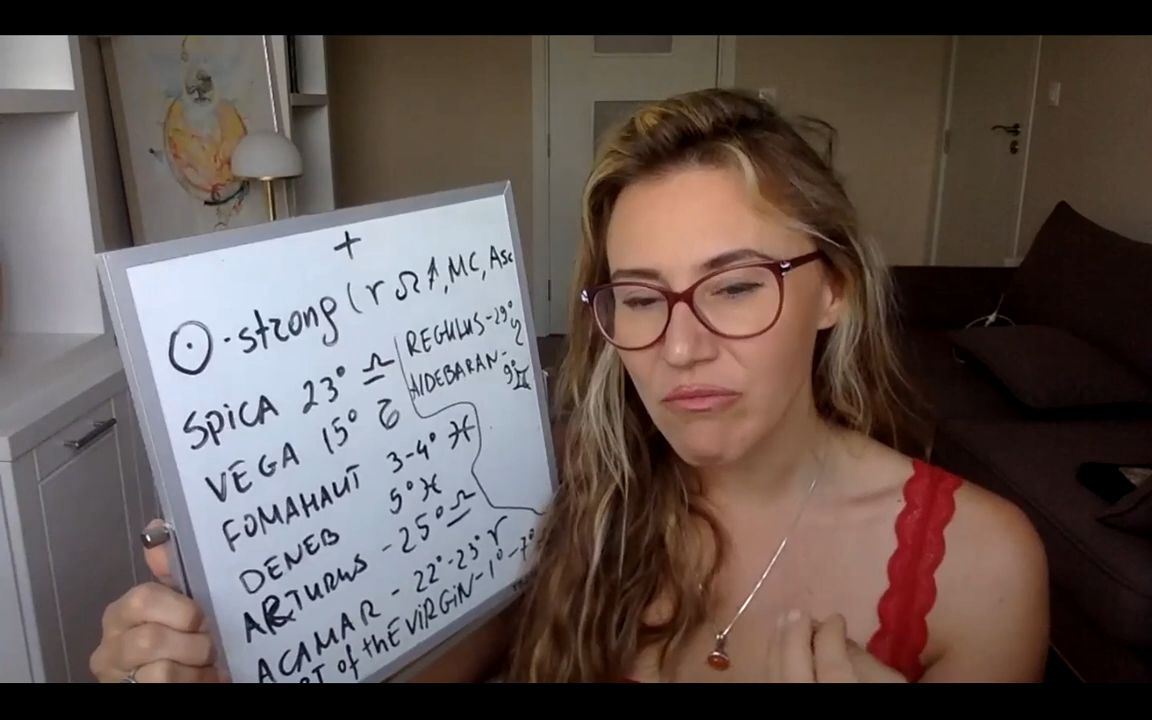 +
☉ - strong (♈ ♌ ♐, MC, Asc
SPICA 23° ♎
VEGA 15° ♑
FOMAHAUT 3-4° ♓
DENEB 5° ♓
ARTURUS - 25° ♎
ACAMAR - 22°-23° ♈
of thE VIRGIN - 1°-7°
REGULUS - 29° ♌
AlDEBARAN - 9° ♊